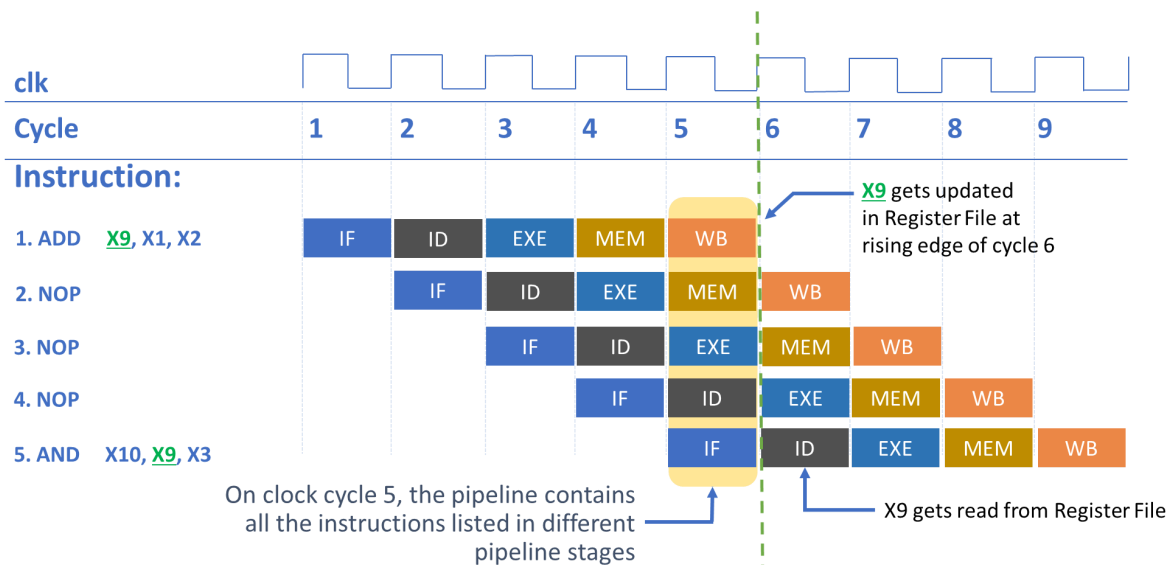 clk
Cycle 1 2 3 4 5 6 7 8 9
Instruction:
X9 gets updated
in Register File at
rising edge of cycle 6
1. ADD X9, X1, X2 IF ID EXE MEM WB
2. NOP IF ID EXE MEM WB
3. NOP IF ID EXE MEM WB
4. NOP IF ID EXE MEM WB
5. AND X10, X9, X3 IF ID EXE MEM WB
On clock cycle 5, the pipeline contains
all the instructions listed in different
pipeline stages
X9 gets read from Register File